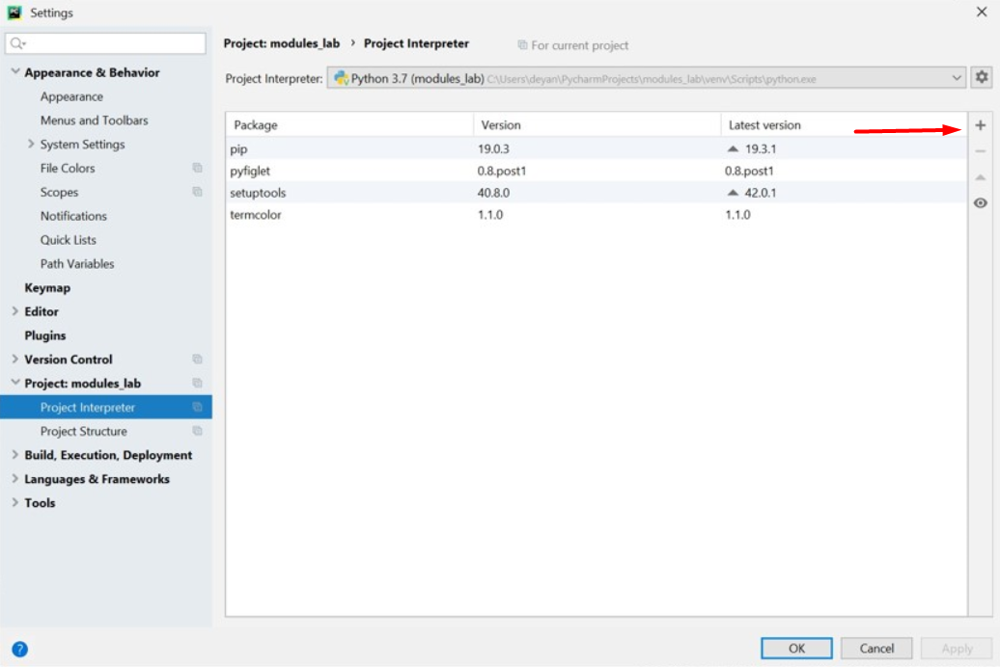 Settings
Project: modules_lab › Project Interpreter For current project
Project Interpreter: Python 3.7 (modules_lab) C:\Users\deyan\PycharmProjects\modules_lab\venv\Scripts\python.exe
Appearance & Behavior
Appearance
Menus and Toolbars
System Settings
File Colors
Scopes
Notifications
Quick Lists
Path Variables
Keymap
Editor
Plugins
Version Control
Project: modules_lab
Project Interpreter
Project Structure
Build, Execution, Deployment
Languages & Frameworks
Tools
Package Version Latest version
pip 19.0.3 19.3.1
pyfiglet 0.8.post1 0.8.post1
setuptools 40.8.0 42.0.1
termcolor 1.1.0 1.1.0
? OK Cancel Apply